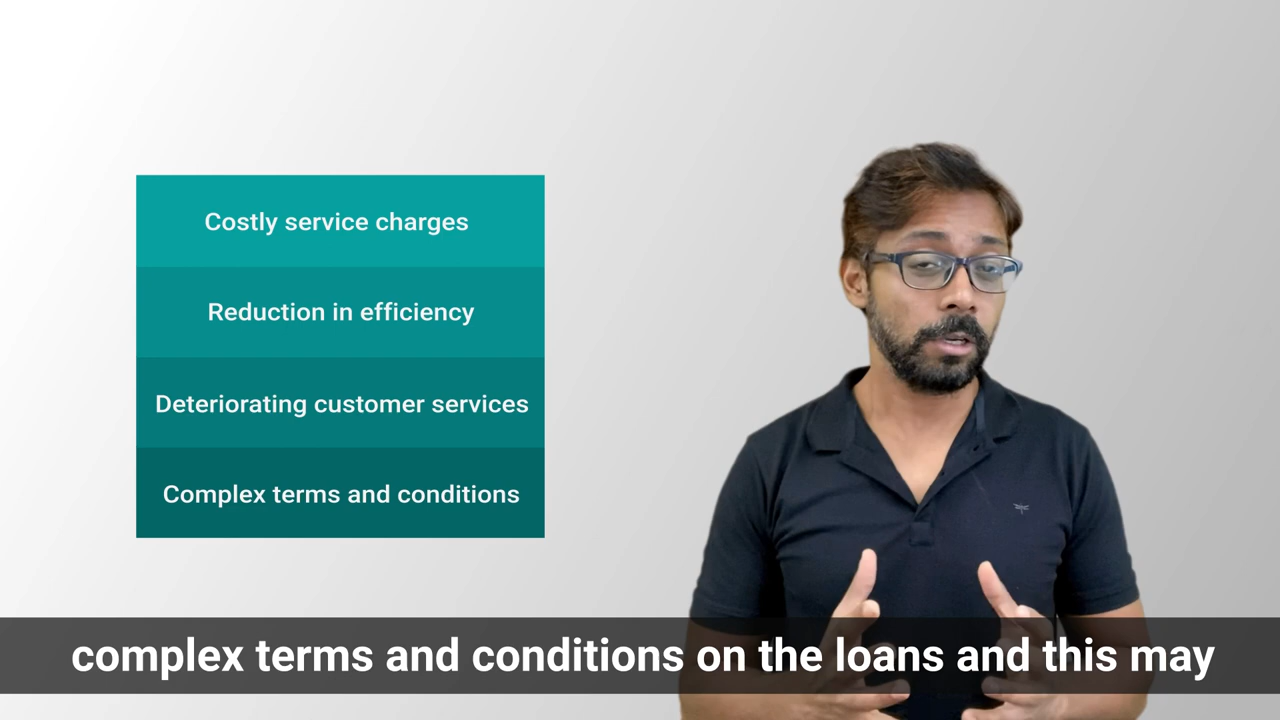 Costly service charges
Reduction in efficiency
Deteriorating customer services
Complex terms and conditions
complex terms and conditions on the loans and this may